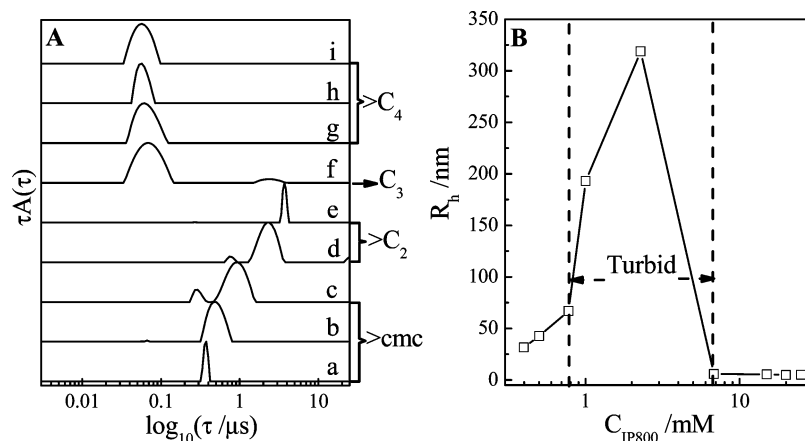 A
i
h
>C4
g
f
C3
e
d
>C2
c
b
>cmc
a
τA(τ)
0.01 0.1 1 10
log10(τ /μs)
B
350
300
250
200
150
100
50
0
Rh /nm
Turbid
1 10
CIP800 /mM